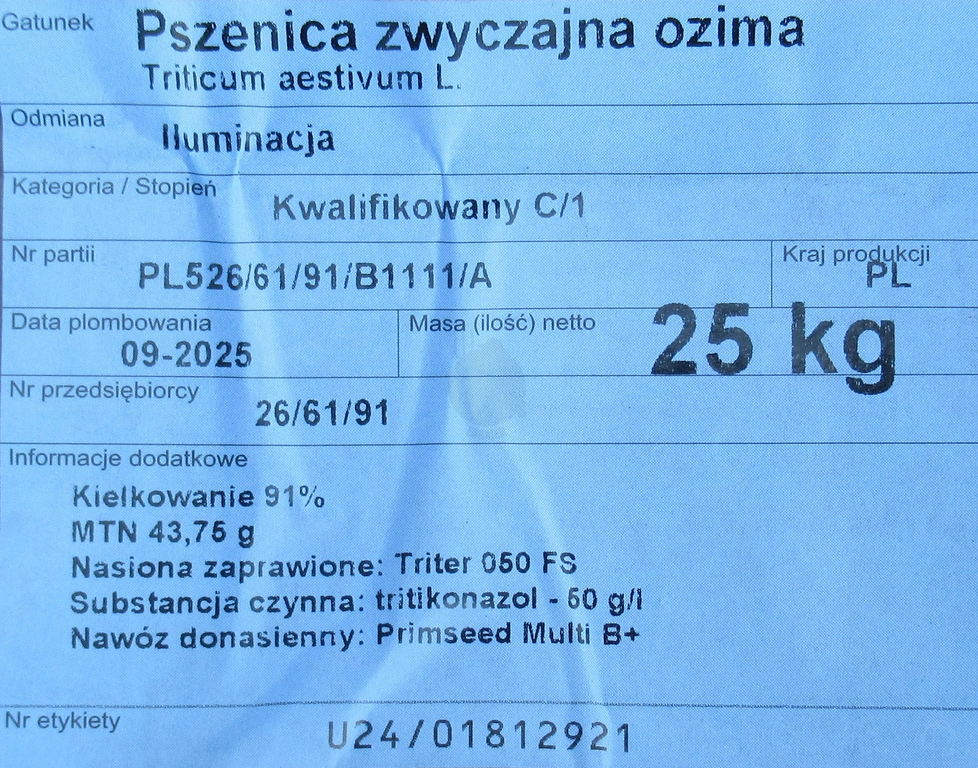 Gatunek
Pszenica zwyczajna ozima
Triticum aestivum L.
Odmiana
Iluminacja
Kategoria / Stopień
Kwalifikowany C/1
Nr partii
PL526/61/91/B1111/A
Kraj produkcji
PL
Data plombowania
09-2025
Masa (ilość) netto
25 kg
Nr przedsiębiorcy
26/61/91
Informacje dodatkowe
Kiełkowanie 91%
MTN 43,75 g
Nasiona zaprawione: Triter 050 FS
Substancja czynna: tritikonazol - 50 g/l
Nawóz donasienny: Primseed Multi B+
Nr etykiety
U24/01812921